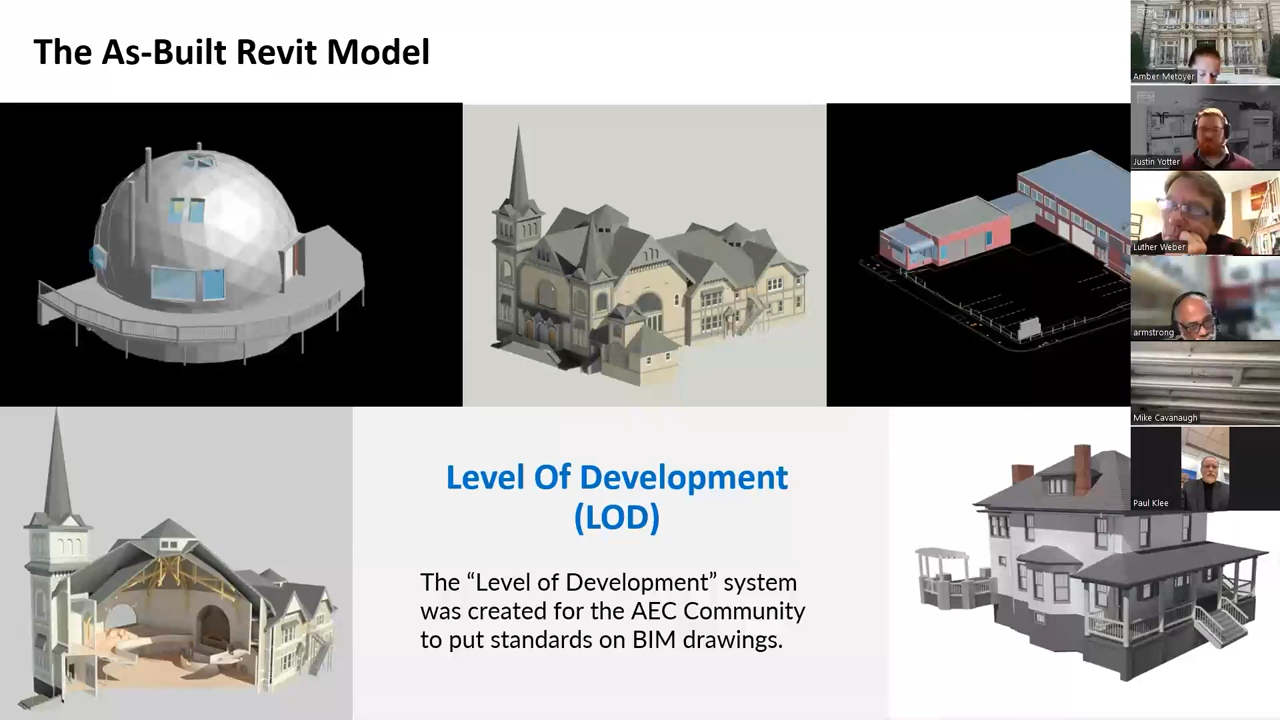 The As-Built Revit Model
Amber Metoyer
Justin Yotter
Luther Weber
armstrong
Mike Cavanaugh
Paul Klee
Level Of Development
(LOD)
The “Level of Development” system
was created for the AEC Community
to put standards on BIM drawings.